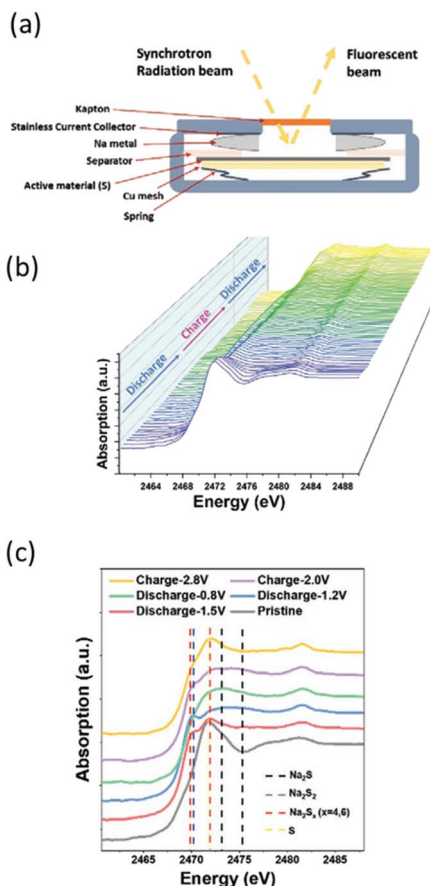 (a)
Synchrotron
Radiation beam
Fluorescent
beam
Kapton
Stainless Current Collector
Na metal
Separator
Active material (S)
Cu mesh
Spring
(b)
Discharge
Charge
Discharge
Absorption (a.u.)
2464 2468 2472 2476 2480 2484 2488
Energy (eV)
(c)
Charge-2.8V Charge-2.0V
Discharge-0.8V Discharge-1.2V
Discharge-1.5V Pristine
Absorption (a.u.)
Na₂S
Na₂S₂
Na₂Sₓ (x=4,6)
S
2465 2470 2475 2480 2485
Energy (eV)